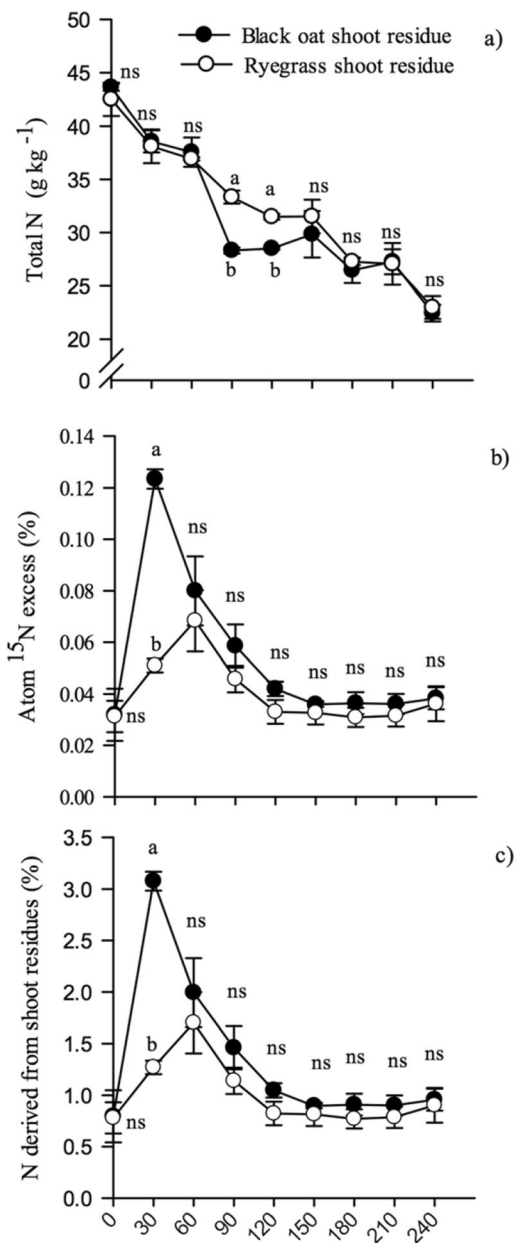 Black oat shoot residue
Ryegrass shoot residue
a)
Total N (g kg -1)
50
45
40
35
30
25
20
0
ns
ns
ns
a
a
ns
ns
ns
ns
b
b
b)
Atom 15N excess (%)
0.14
0.12
0.10
0.08
0.06
0.04
0.02
0.00
a
ns
ns
b
ns
ns
ns
ns
ns
ns
c)
N derived from shoot residues (%)
3.5
3.0
2.5
2.0
1.5
1.0
0.5
0.0
a
ns
ns
b
ns
ns
ns
ns
ns
ns
0 30 60 90 120 150 180 210 240